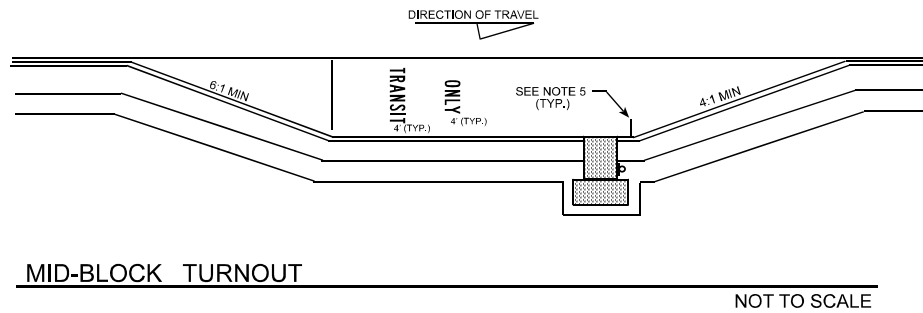 DIRECTION OF TRAVEL
6:1 MIN
TRANSIT
4' (TYP.)
ONLY
4' (TYP.)
SEE NOTE 5
(TYP.)
4:1 MIN
MID-BLOCK TURNOUT
NOT TO SCALE